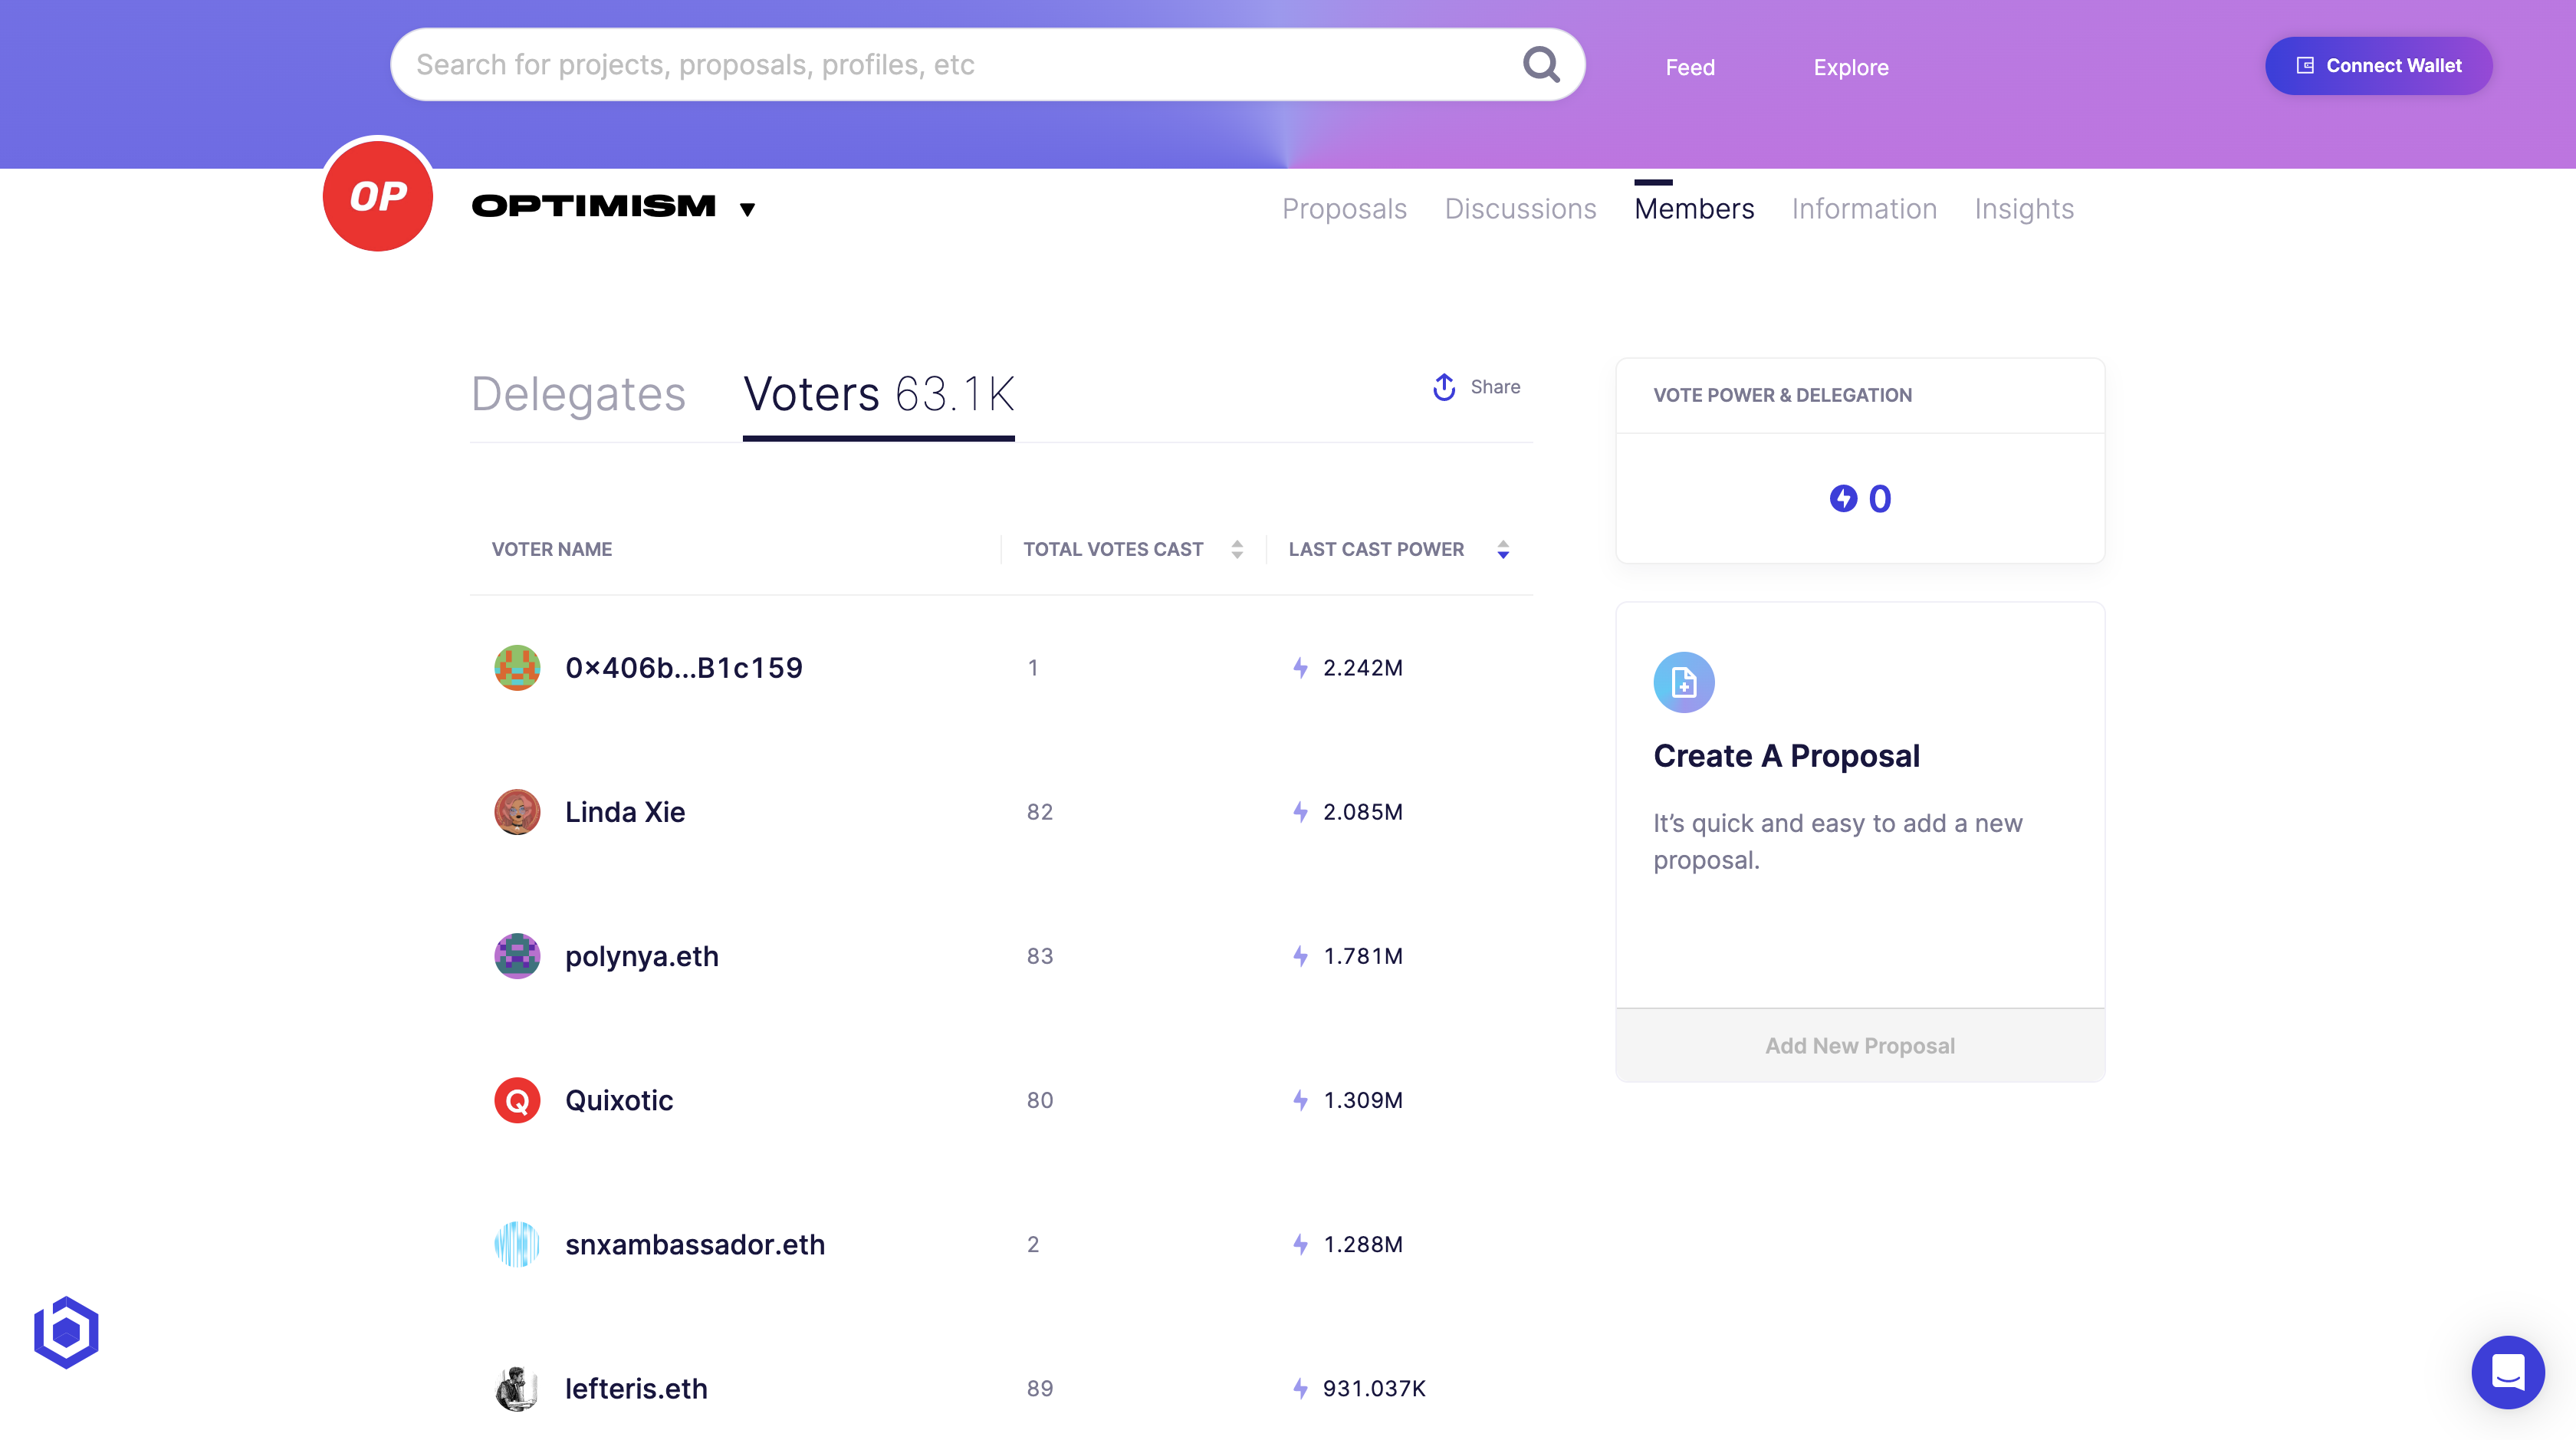 Search for projects, proposals, profiles, etc
Feed
Explore
Connect Wallet
OP
OPTIMISM
Proposals
Discussions
Members
Information
Insights
Delegates
Voters 63.1K
Share
VOTER NAME
TOTAL VOTES CAST
LAST CAST POWER
0x406b...B1c159
1
2.242M
Linda Xie
82
2.085M
polynya.eth
83
1.781M
Q
Quixotic
80
1.309M
snxambassador.eth
2
1.288M
lefteris.eth
89
931.037K
VOTE POWER & DELEGATION
0
Create A Proposal
It’s quick and easy to add a new
proposal.
Add New Proposal